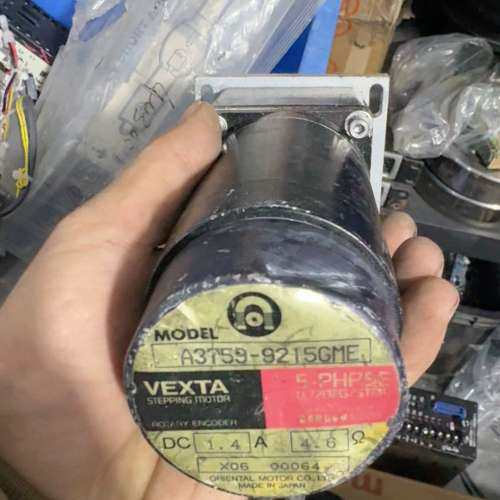 MODEL
A3759-9215GME
VEXTA
STEPPING MOTOR
5-PHASE
ROTARY ENCODER
DC 1.4 A 4.6 Ω
X06 00064
ORIENTAL MOTOR CO., LTD.
MADE IN JAPAN